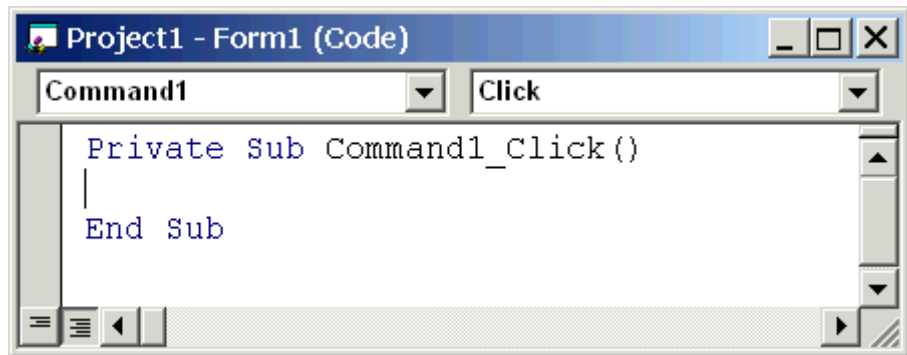 Project1 - Form1 (Code)
Command1 Click
Private Sub Command1_Click()
End Sub